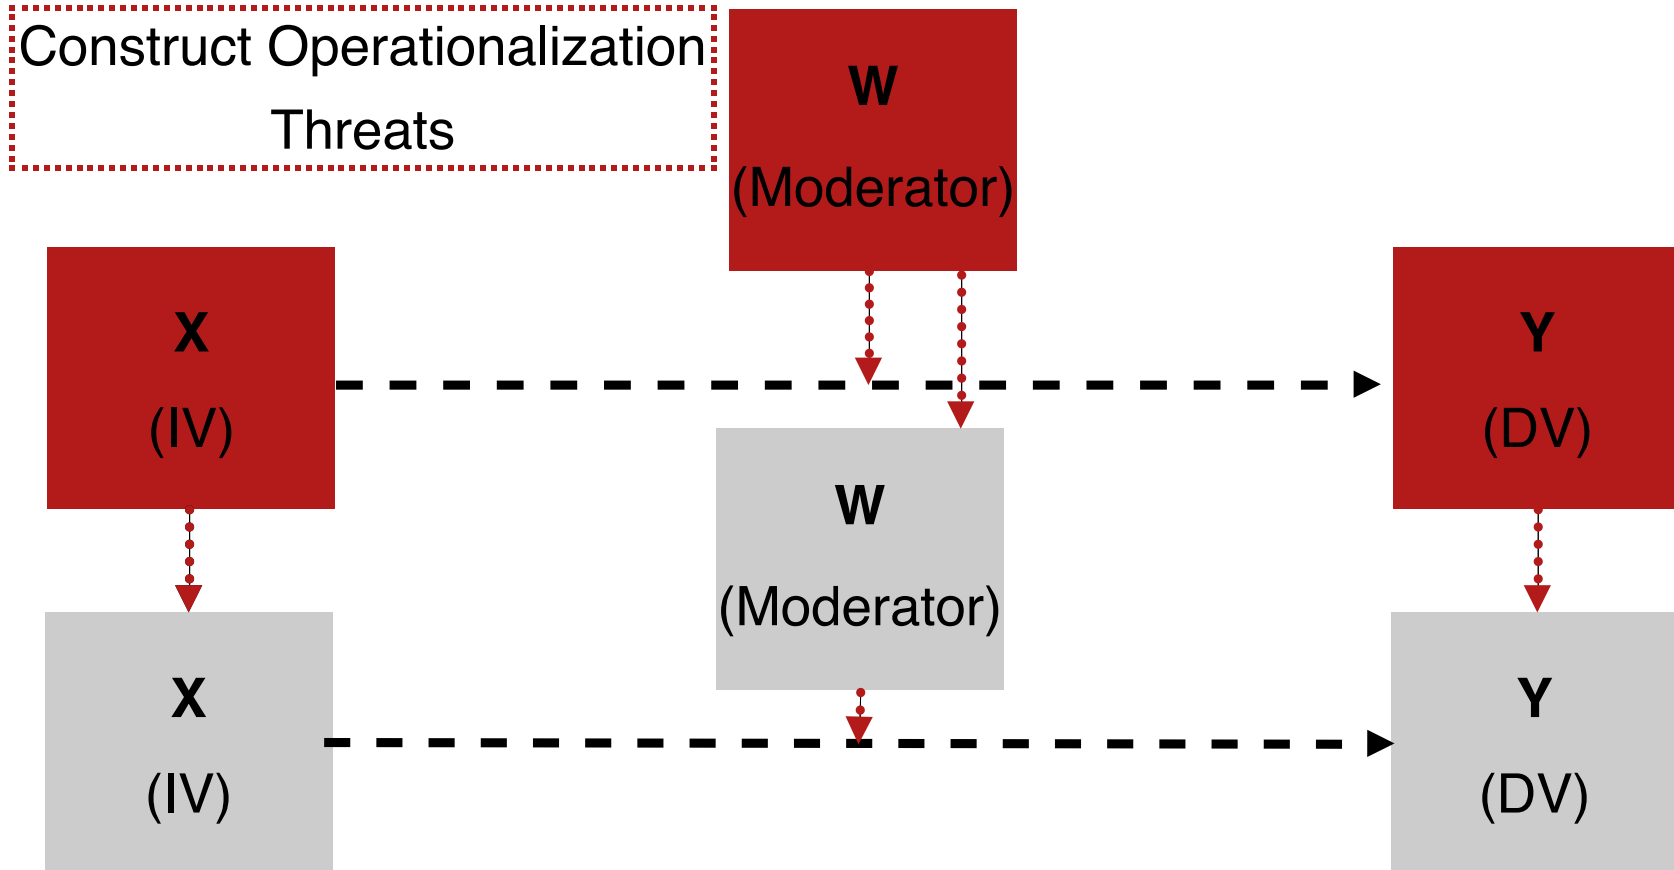 Construct Operationalization
Threats
W
(Moderator)
X
(IV)
Y
(DV)
W
(Moderator)
X
(IV)
Y
(DV)